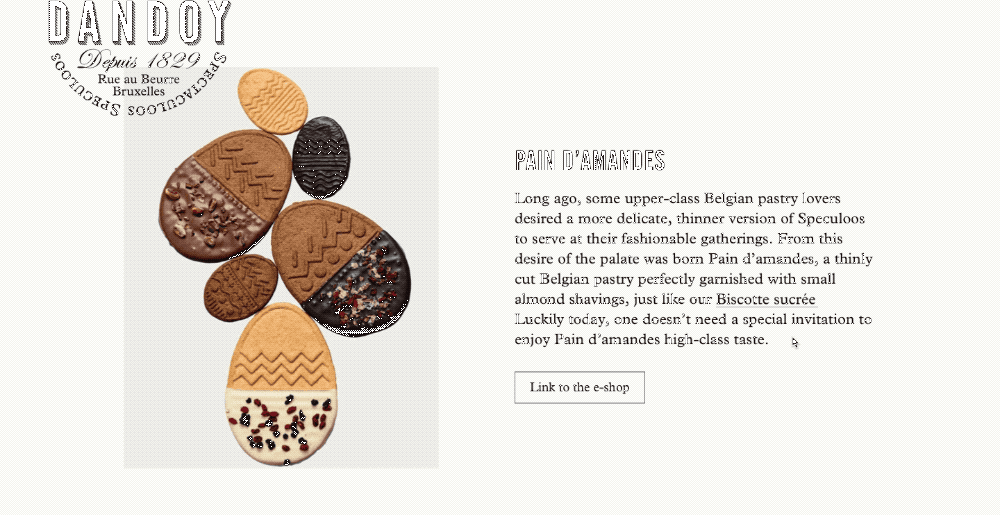 DANDOY
Depuis 1829
Rue au Beurre
Bruxelles
SPECULOOS SPECTACULOOS
PAIN D'AMANDES
Long ago, some upper-class Belgian pastry lovers
desired a more delicate, thinner version of Speculoos
to serve at their fashionable gatherings. From this
desire of the palate was born Pain d'amandes, a thinly
cut Belgian pastry perfectly garnished with small
almond shavings, just like our Biscotte sucrée
Luckily today, one doesn't need a special invitation to
enjoy Pain d'amandes high-class taste.
Link to the e-shop